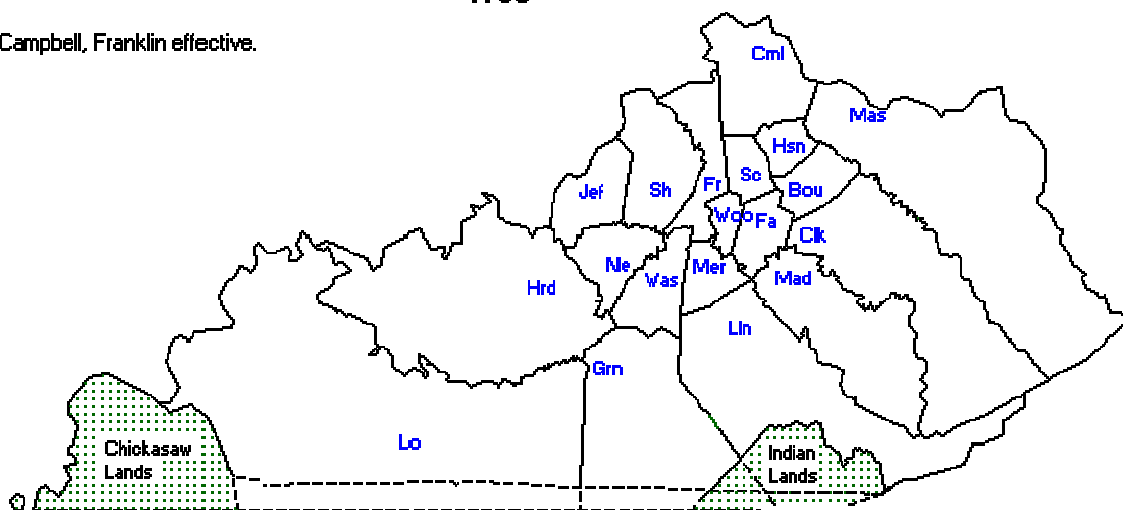 Campbell, Franklin effective.
Cml
Mas
Hsn
Sc
Bou
Jef
Sh
Fr
Woo
Fa
Clk
Nle
Was
Mer
Mad
Hrd
Lin
Grn
Lo
Chickasaw
Lands
Indian
Lands